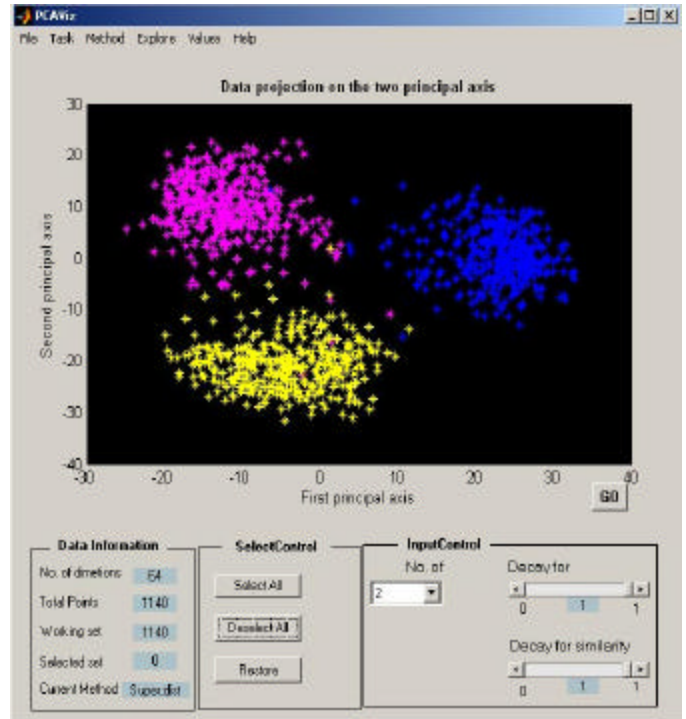 PCAViz
File Task Method Explore Values Help
Data projection on the two principal axis
30
20
10
0
-10
-20
-30
-40
Second principal axis
-30 -20 -10 0 10 20 30 40
First principal axis
GO
Data Information
No. of dimetions 64
Total Points 1140
Working set 1140
Selected set 0
Current Method Super.dist
SelectControl
Select All
Deselect All
Restore
InputControl
No. of
2
Decay for
0 1 1
Decay for similarity
0 1 1